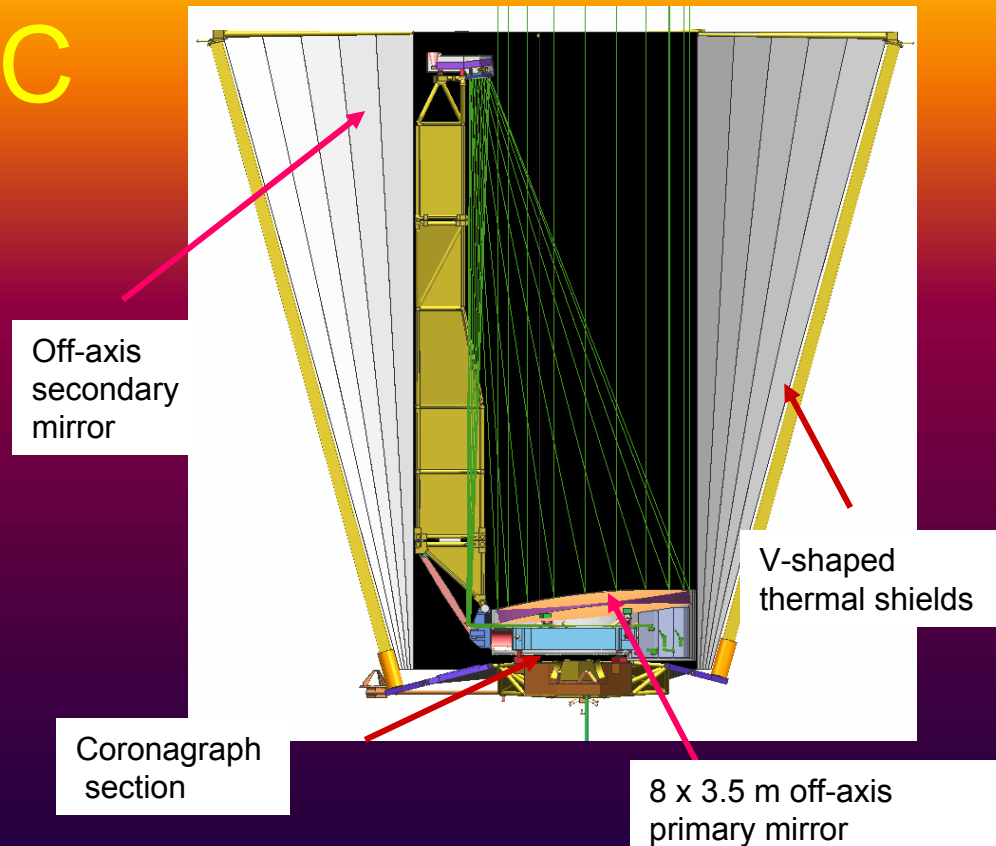 C
Off-axis
secondary
mirror
V-shaped
thermal shields
Coronagraph
section
8 x 3.5 m off-axis
primary mirror